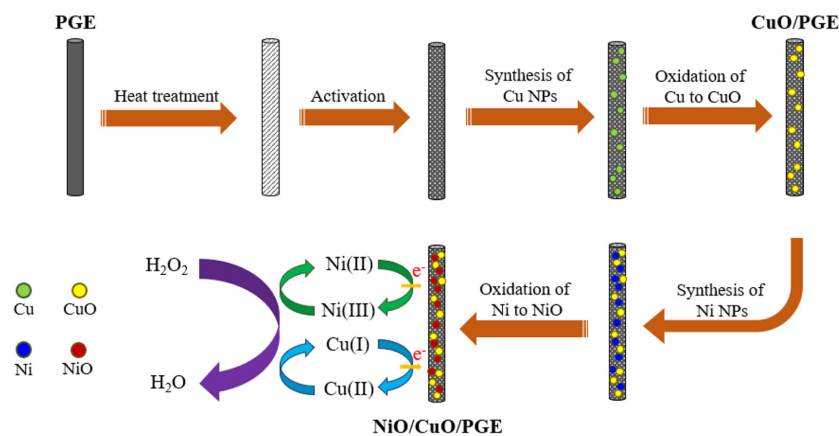 PGE
CuO/PGE
Heat treatment
Activation
Synthesis of
Cu NPs
Oxidation of
Cu to CuO
H₂O₂
H₂O
Ni(II)
Ni(III)
Cu(I)
Cu(II)
e⁻
e⁻
Oxidation of
Ni to NiO
Synthesis of
Ni NPs
Cu
CuO
Ni
NiO
NiO/CuO/PGE